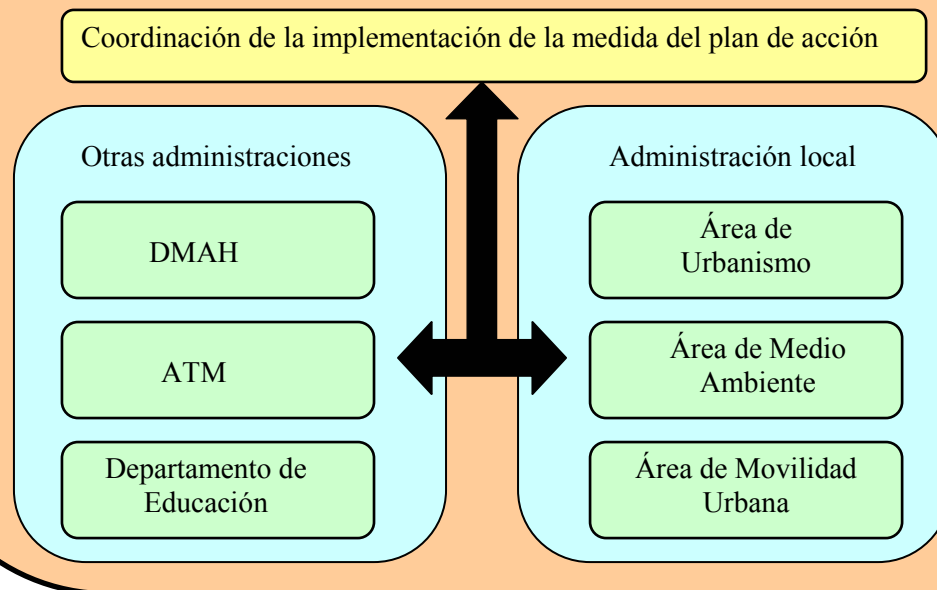 Coordinación de la implementación de la medida del plan de acción
Otras administraciones
DMAH
ATM
Departamento de
Educación
Administración local
Área de
Urbanismo
Área de Medio
Ambiente
Área de Movilidad
Urbana